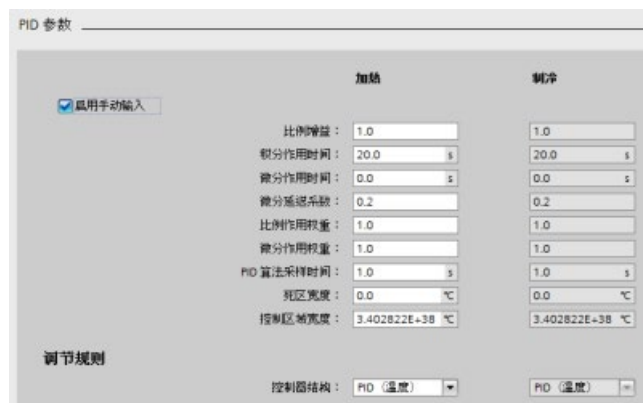 PID 参数
加热 制冷
启用手动输入
比例增益： 1.0 1.0
积分作用时间： 20.0 s 20.0 s
微分作用时间： 0.0 s 0.0 s
微分延迟系数： 0.2 0.2
比例作用权重： 1.0 1.0
微分作用权重： 1.0 1.0
PID 算法采样时间： 1.0 s 1.0 s
死区宽度： 0.0 ℃ 0.0 ℃
控制区域宽度： 3.402822E+38 ℃ 3.402822E+38 ℃
调节规则
控制器结构： PID （温度） PID （温度）